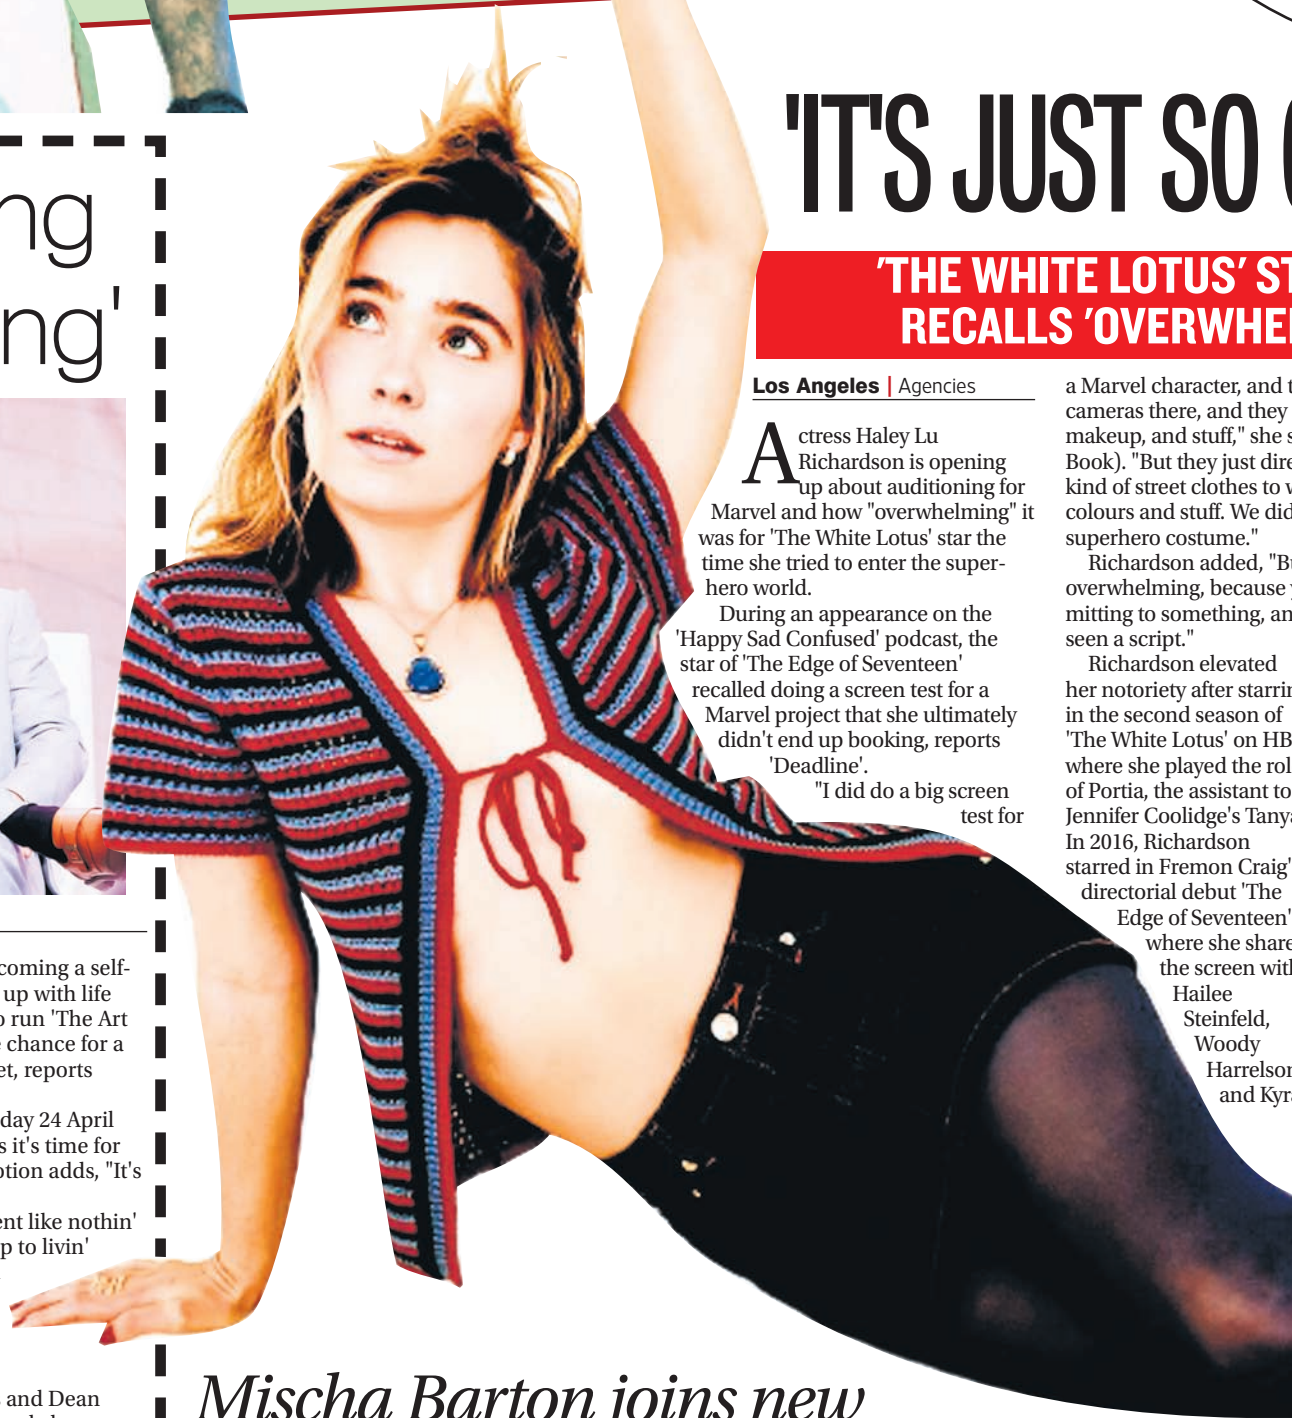 ng
ng'
coming a self-
up with life
run 'The Art
chance for a
et, reports
day 24 April
s it's time for
ption adds, "It's
ent like nothin'
p to livin'
and Dean
'IT'S JUST SO
'THE WHITE LOTUS' ST
RECALLS 'OVERWHEL
Los Angeles | Agencies
Actress Haley Lu
Richardson is opening
up about auditioning for
Marvel and how "overwhelming" it
was for 'The White Lotus' star the
time she tried to enter the super-
hero world.
During an appearance on the
'Happy Sad Confused' podcast, the
star of 'The Edge of Seventeen'
recalled doing a screen test for a
Marvel project that she ultimately
didn't end up booking, reports
'Deadline'.
"I did do a big screen
test for
a Marvel character, and t
cameras there, and they
makeup, and stuff," she s
Book). "But they just dire
kind of street clothes to w
colours and stuff. We did
superhero costume."
Richardson added, "Bu
overwhelming, because y
mitting to something, an
seen a script."
Richardson elevated
her notoriety after starrin
in the second season of
'The White Lotus' on HB
where she played the rol
of Portia, the assistant to
Jennifer Coolidge's Tanya
In 2016, Richardson
starred in Fremon Craig'
directorial debut 'The
Edge of Seventeen'
where she share
the screen with
Hailee
Steinfeld,
Woody
Harrelson
and Kyra
Mischa Barton joins new